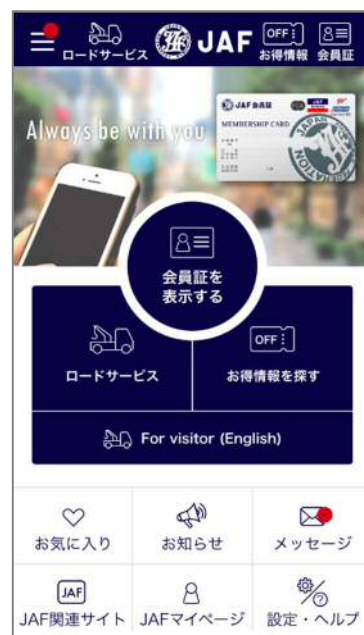 JAF
OFF
ロードサービス
お得情報
会員証
Always be with you
JAF 会員証
MEMBERSHIP CARD
会員証を
表示する
OFF
ロードサービス
お得情報を探す
For visitor (English)
お気に入り
お知らせ
メッセージ
JAF
JAF関連サイト
JAFマイページ
設定・ヘルプ